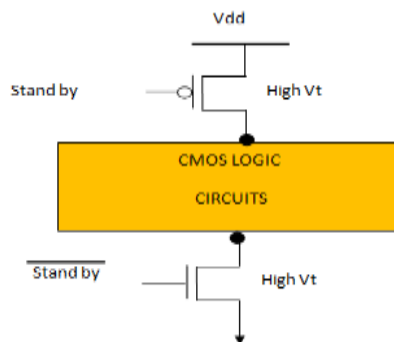 Vdd
Stand by High Vt
CMOS LOGIC
CIRCUITS
Stand by High Vt